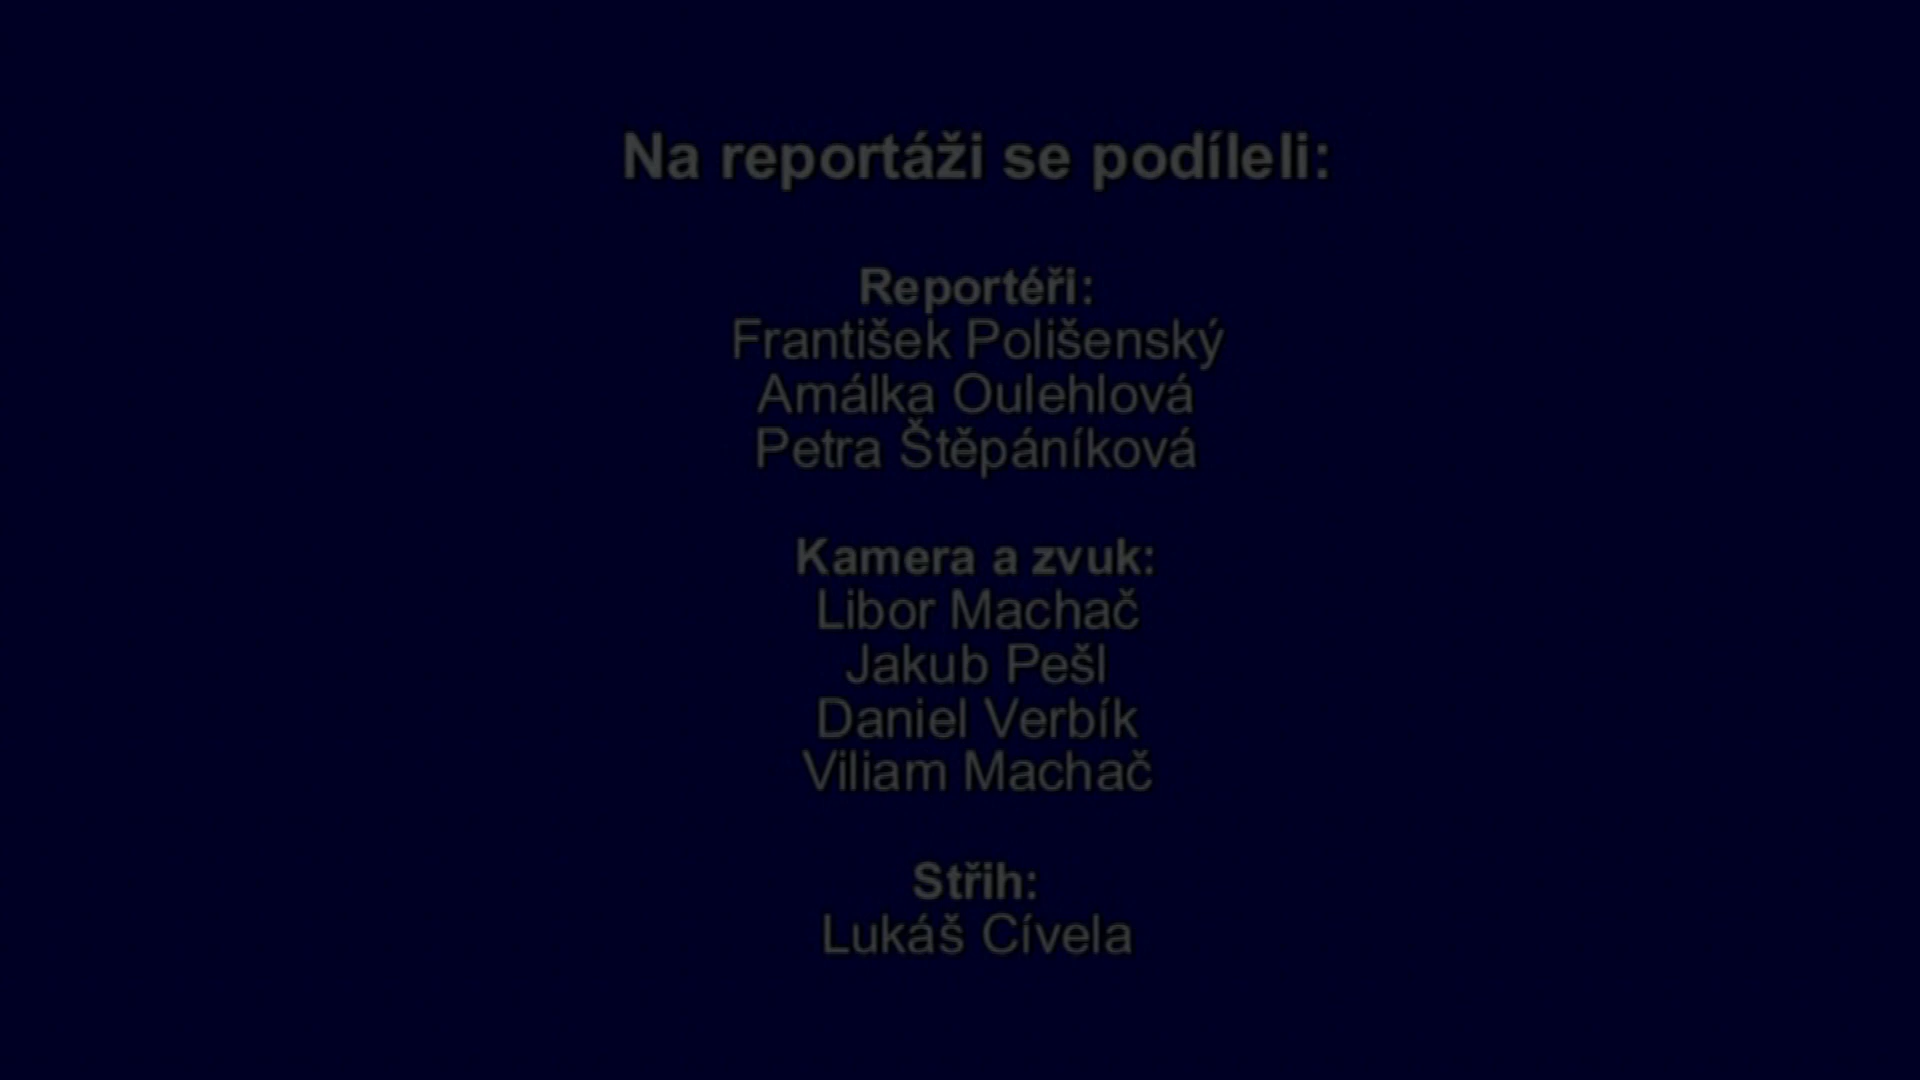 Na reportáži se podíleli:
Reportéři:
František Polišenský
Amálka Oulehlová
Petra Štěpáníková
Kamera a zvuk:
Libor Machač
Jakub Pešl
Daniel Verbík
Viliam Machač
Střih:
Lukáš Cívela